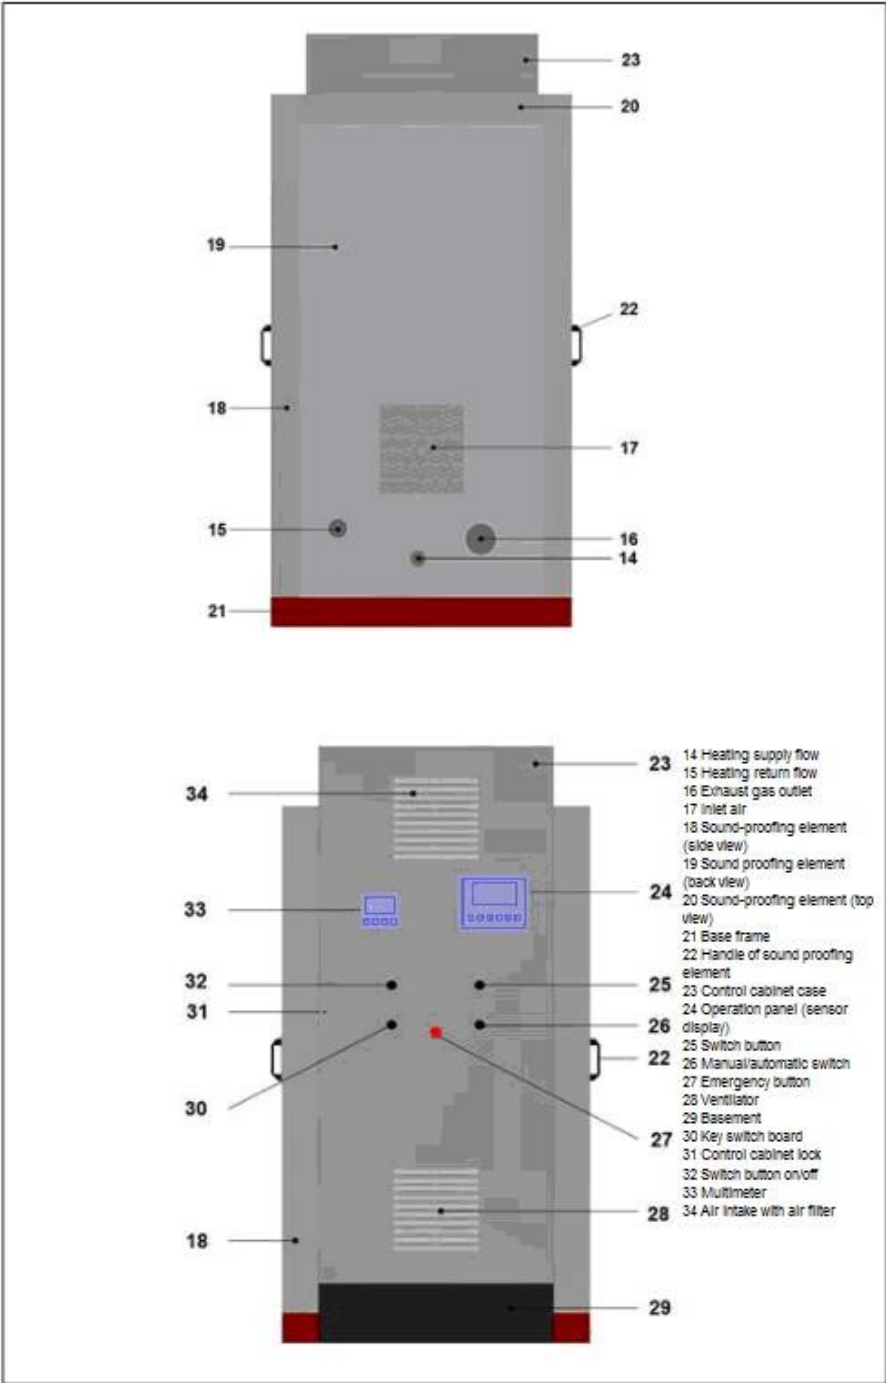 23
20
19
22
18
17
15
16
14
21
23
34
24
33
32
25
31
26
22
30
27
28
18
29
14 Heating supply flow
15 Heating return flow
16 Exhaust gas outlet
17 Inlet air
18 Sound-proofing element
(side view)
19 Sound proofing element
(back view)
20 Sound-proofing element (top
view)
21 Base frame
22 Handle of sound proofing
element
23 Control cabinet case
24 Operation panel (sensor
display)
25 Switch button
26 Manual/automatic switch
27 Emergency button
28 Ventilator
29 Basement
30 Key switch board
31 Control cabinet lock
32 Switch button on/off
33 Multimeter
34 Air intake with air filter